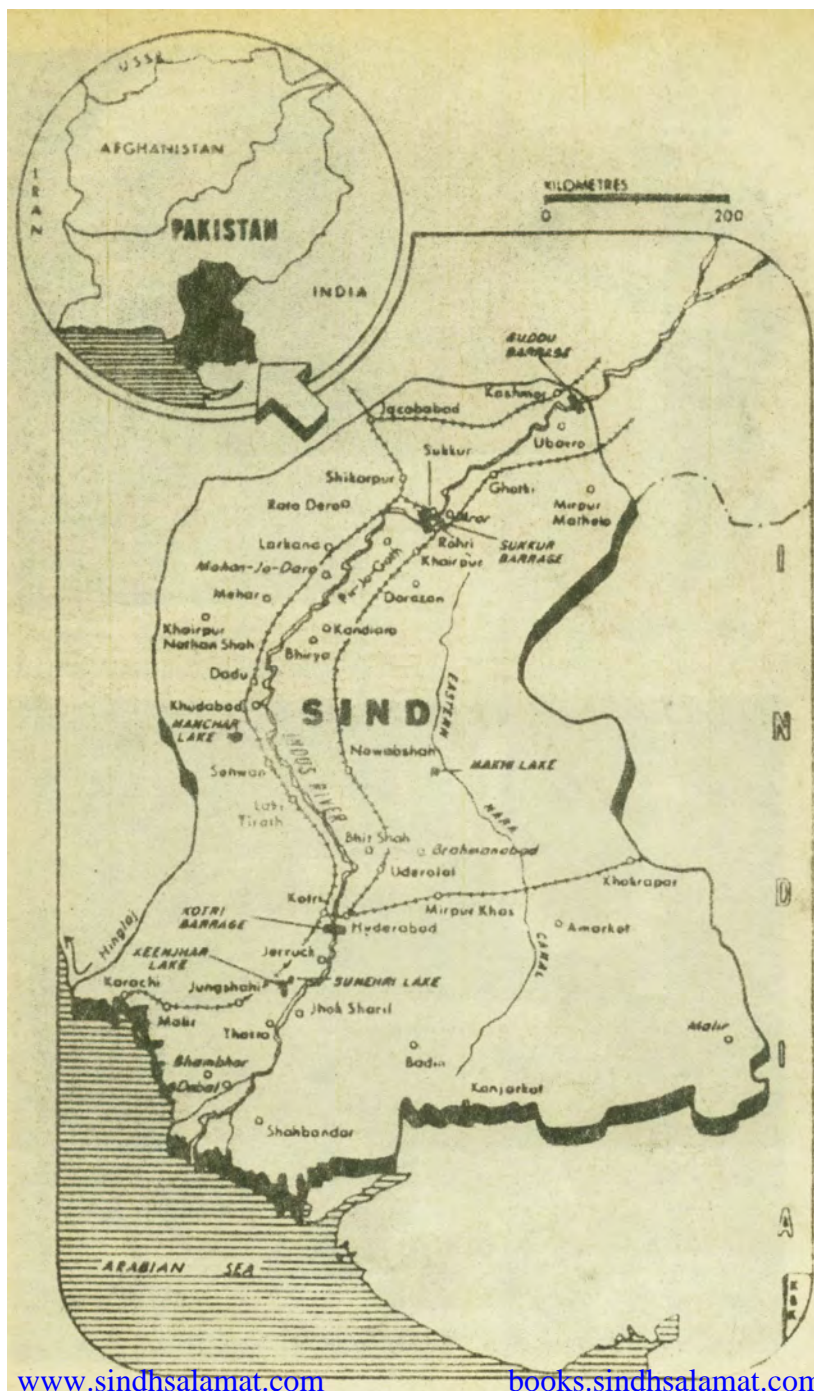 USSR
AFGHANISTAN
IRAN
PAKISTAN
INDIA
KILOMETRES
0 200
GUDDU
BARRAGE
Kashmor
Jacobabad
Ubavro
Sukkur
Shikarpur
Ghotki
Rato Dero
Mirpur
Mathelo
Aror
Rohri
SUKKUR
BARRAGE
Larkana
Khairpur
Mohan-Jo-Daro
Mehar
Darazan
Khairpur
Nathan Shah
Kandiaro
Bhirya
Dadu
Khudabad
SIND
EASTERN
MANCHAR
LAKE
INDUS RIVER
Nawabshah
MAKHI LAKE
Sehwan
NARA
Laki
Tirath
Bhit Shah
Brahmanabad
Uderolal
Khokrapar
Kotri
Mirpur Khas
KOTRI
BARRAGE
Hyderabad
Amarkot
CANAL
Hinglaj
Jerruck
KEENJHAR
LAKE
SUNEHRI LAKE
Karachi
Jungshahi
Jhok Sharif
Malir
Thatta
Malir
Badin
Bhambhor
Debal
Kanjarkot
Shahbandar
INDIA
ARABIAN SEA
www.sindhsalamat.com
books.sindhsalamat.com